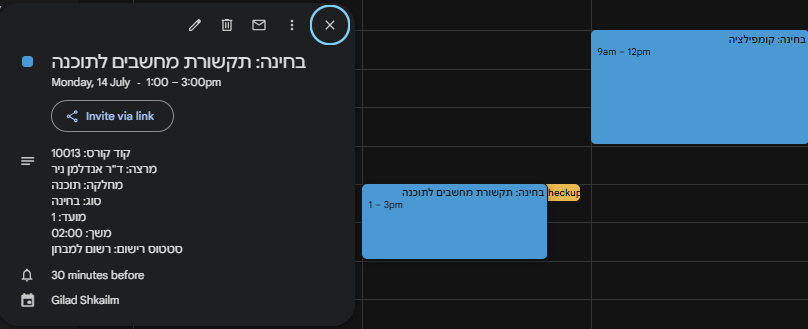 בחינה: תקשורת מחשבים לתוכנה
Monday, 14 July - 1:00 – 3:00pm
Invite via link
קוד קורס: 10013
מרצה: ד"ר אנדלמן ניר
מחלקה: תוכנה
סוג: בחינה
מועד: 1
משך: 02:00
סטטוס רישום: רשום למבחן
30 minutes before
Gilad Shkailm
בחינה: קומפילציה
9am – 12pm
בחינה: תקשורת מחשבים לתוכנה
1 – 3pm
heckup